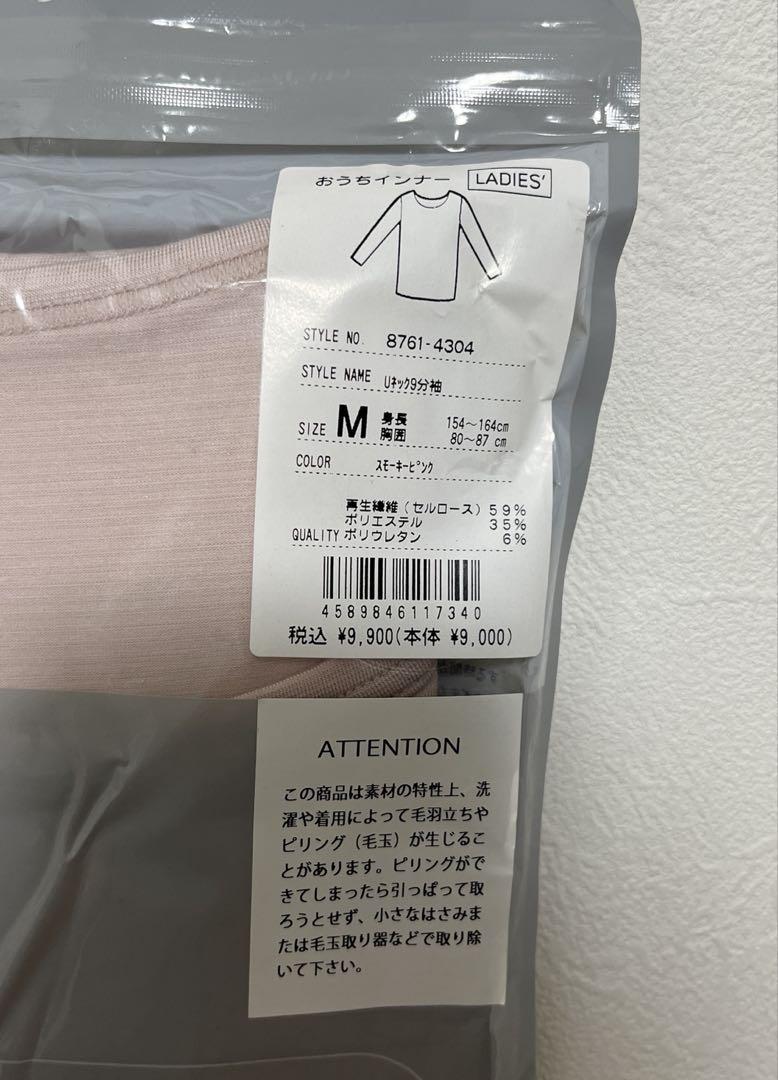 おうちインナー LADIES'
STYLE NO. 8761-4304
STYLE NAME Uネック9分袖
SIZE M 身長 154～164cm
胸囲 80～87 cm
COLOR スモーキーピンク
再生繊維(セルロース) 59%
ポリエステル 35%
QUALITY ポリウレタン 6%
4589846117340
税込 ¥9,900(本体 ¥9,000)
ATTENTION
この商品は素材の特性上、洗
濯や着用によって毛羽立ちや
ピリング（毛玉）が生じるこ
とがあります。ピリングがで
きてしまったら引っぱって取
ろうとせず、小さなはさみま
たは毛玉取り器などで取り除
いて下さい。